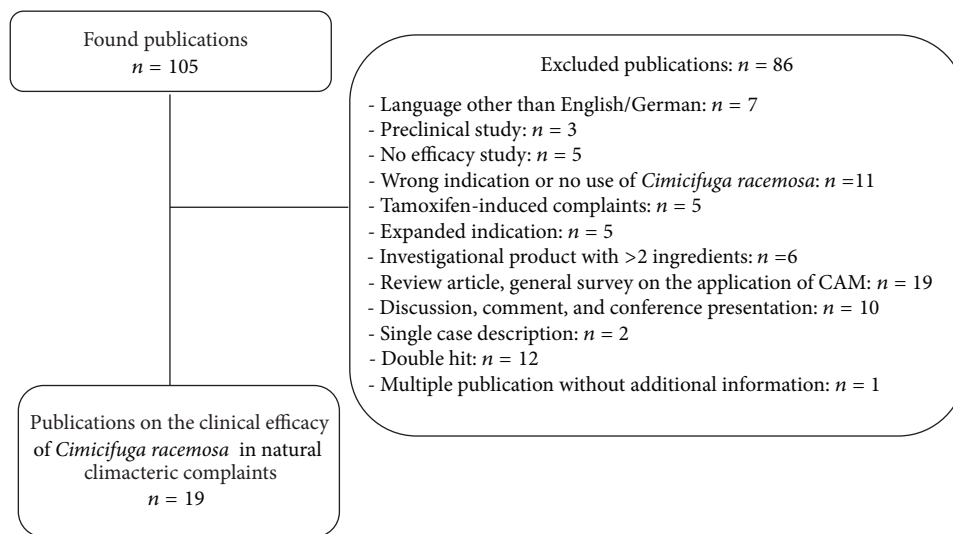 Found publications
n = 105
Excluded publications: n = 86
- Language other than English/German: n = 7
- Preclinical study: n = 3
- No efficacy study: n = 5
- Wrong indication or no use of Cimicifuga racemosa: n =11
- Tamoxifen-induced complaints: n = 5
- Expanded indication: n = 5
- Investigational product with >2 ingredients: n =6
- Review article, general survey on the application of CAM: n = 19
- Discussion, comment, and conference presentation: n = 10
- Single case description: n = 2
- Double hit: n = 12
- Multiple publication without additional information: n = 1
Publications on the clinical efficacy
of Cimicifuga racemosa in natural
climacteric complaints
n = 19